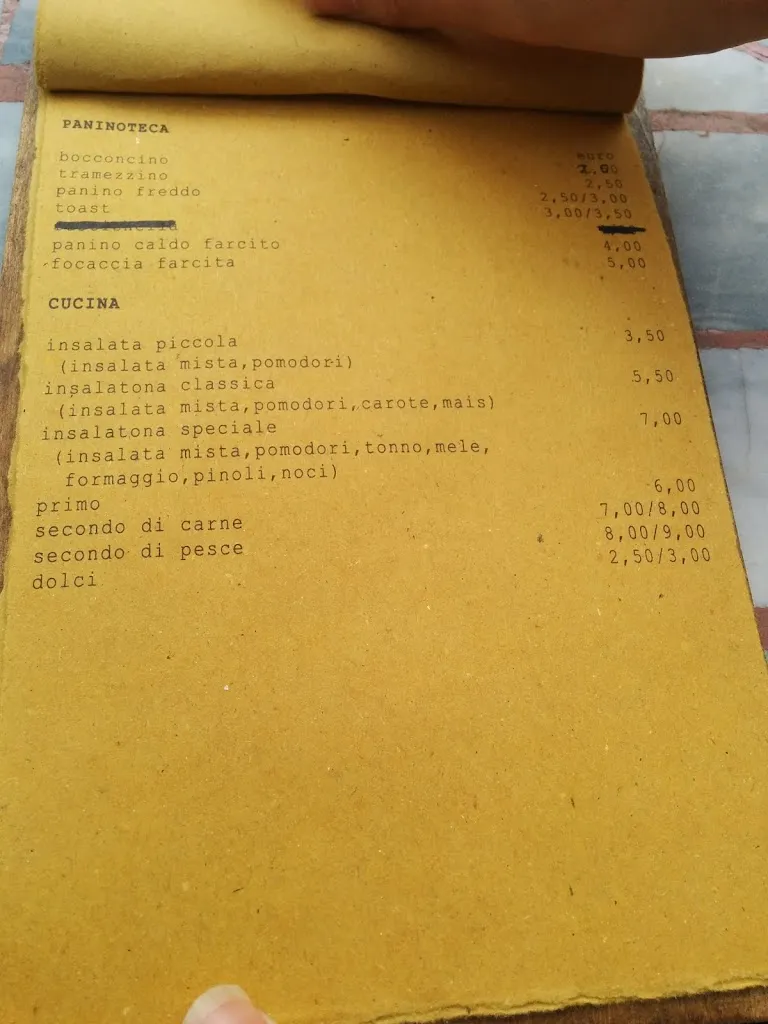 PANINOTECA
euro
bocconcino
tramezzino 2,50
panino freddo 2,50/3,00
toast 3,00/3,50
panino caldo farcito 4,00
focaccia farcita 5,00
CUCINA
insalata piccola 3,50
(insalata mista,pomodori)
insalatona classica 5,50
(insalata mista,pomodori,carote,mais)
insalatona speciale 7,00
(insalata mista,pomodori,tonno,mele,
formaggio,pinoli,noci)
primo 6,00
secondo di carne 7,00/8,00
secondo di pesce 8,00/9,00
dolci 2,50/3,00